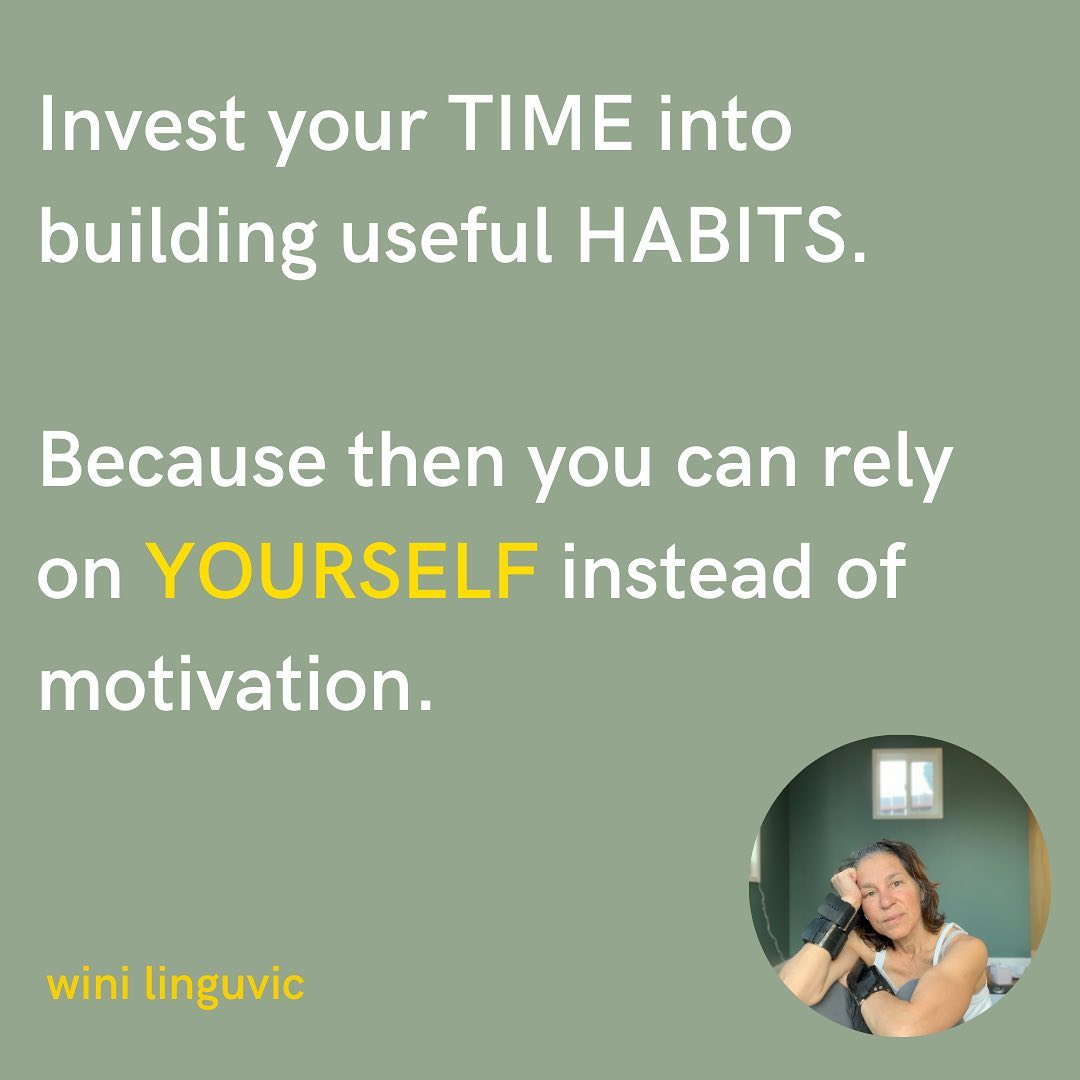 Invest your TIME into
building useful HABITS.
Because then you can rely
on YOURSELF instead of
motivation.
wini linguvic